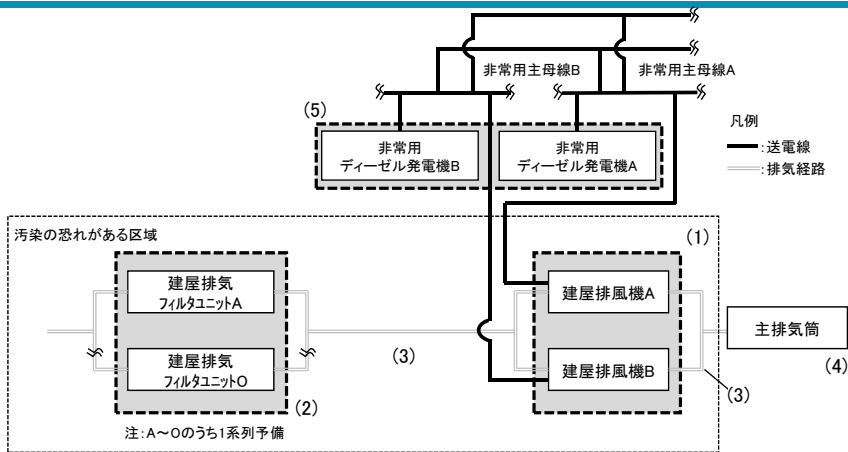 非常用主母線B
非常用主母線A
(5)
非常用
ディーゼル発電機B
非常用
ディーゼル発電機A
凡例
:送電線
:排気経路
汚染の恐れがある区域
(1)
建屋排気
フィルタユニットA
建屋排風機A
主排気筒
(3)
建屋排気
フィルタユニットO
建屋排風機B
(4)
(3)
(2)
注:A～Oのうち1系列予備